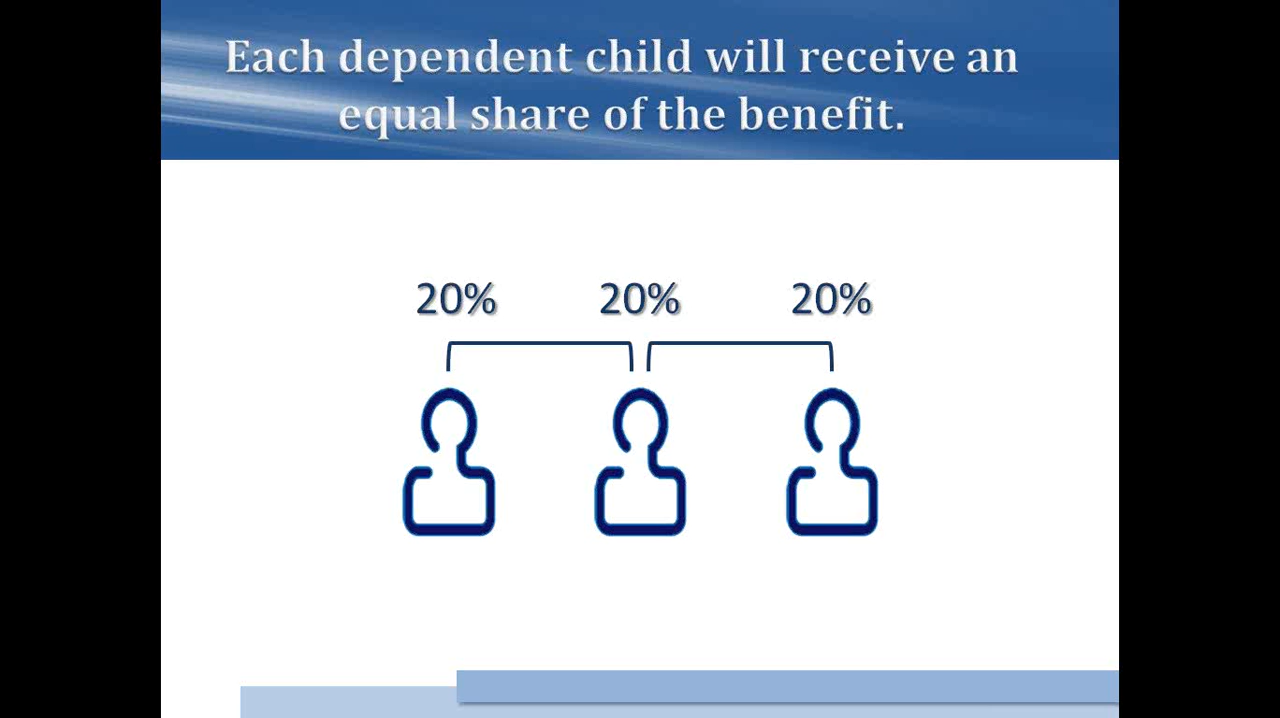 Each dependent child will receive an
equal share of the benefit.
20% 20% 20%